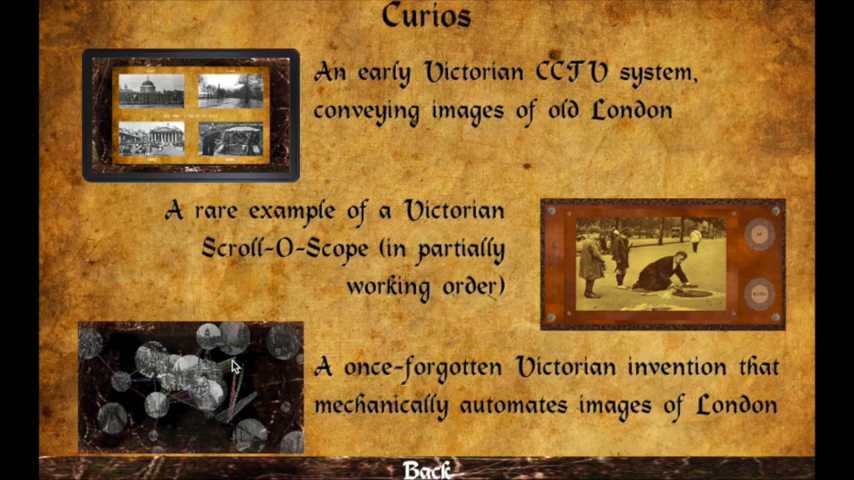 Curios
An early Victorian CCTV system,
conveying images of old London
Back
A rare example of a Victorian
Scroll-O-Scope (in partially
working order)
A once-forgotten Victorian invention that
mechanically automates images of London
Back